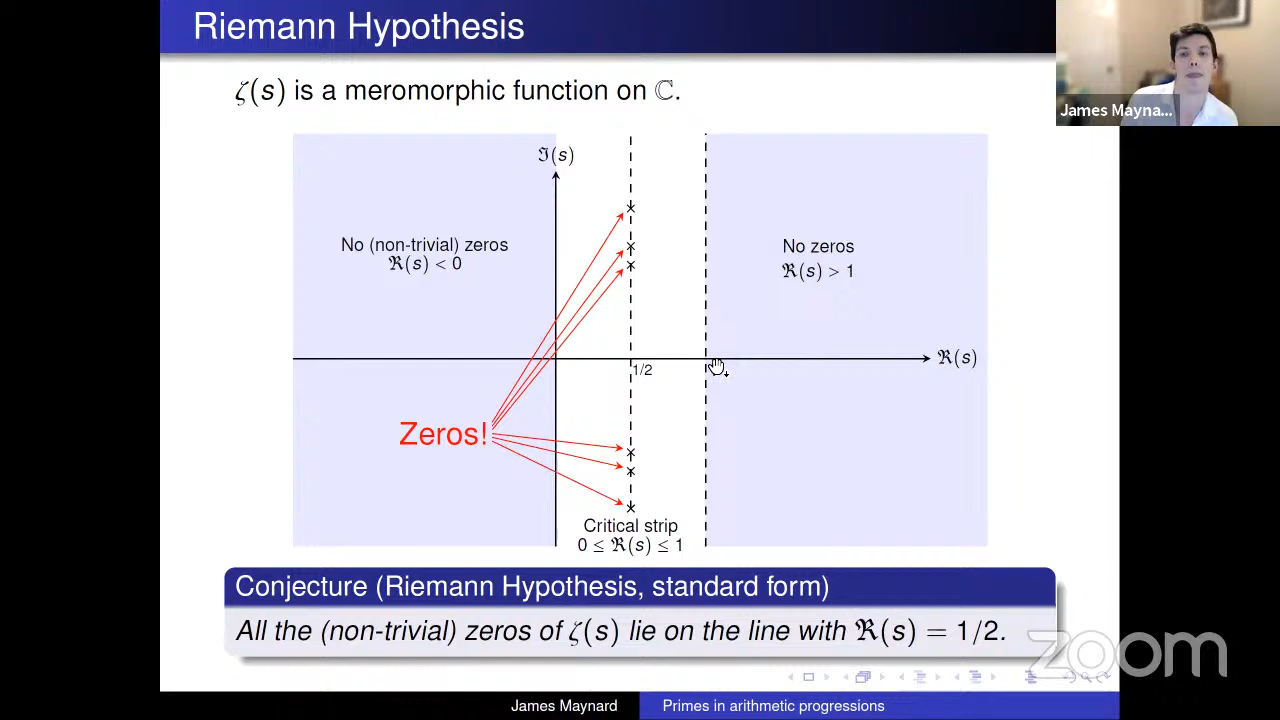 Riemann Hypothesis
ζ(s) is a meromorphic function on ℂ.
James Mayna...
ℑ(s)
No (non-trivial) zeros
ℜ(s) < 0
No zeros
ℜ(s) > 1
ℜ(s)
1/2
Zeros!
Critical strip
0 ≤ ℜ(s) ≤ 1
Conjecture (Riemann Hypothesis, standard form)
All the (non-trivial) zeros of ζ(s) lie on the line with ℜ(s) = 1/2.
zoom
James Maynard
Primes in arithmetic progressions